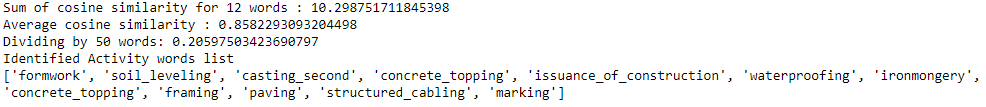 Sum of cosine similarity for 12 words : 10.298751711845398
Average cosine similarity : 0.8582293093204498
Dividing by 50 words: 0.20597503423690797
Identified Activity words list
['formwork', 'soil_leveling', 'casting_second', 'concrete_topping', 'issuance_of_construction', 'waterproofing', 'ironmongery',
'concrete_topping', 'framing', 'paving', 'structured_cabling', 'marking']